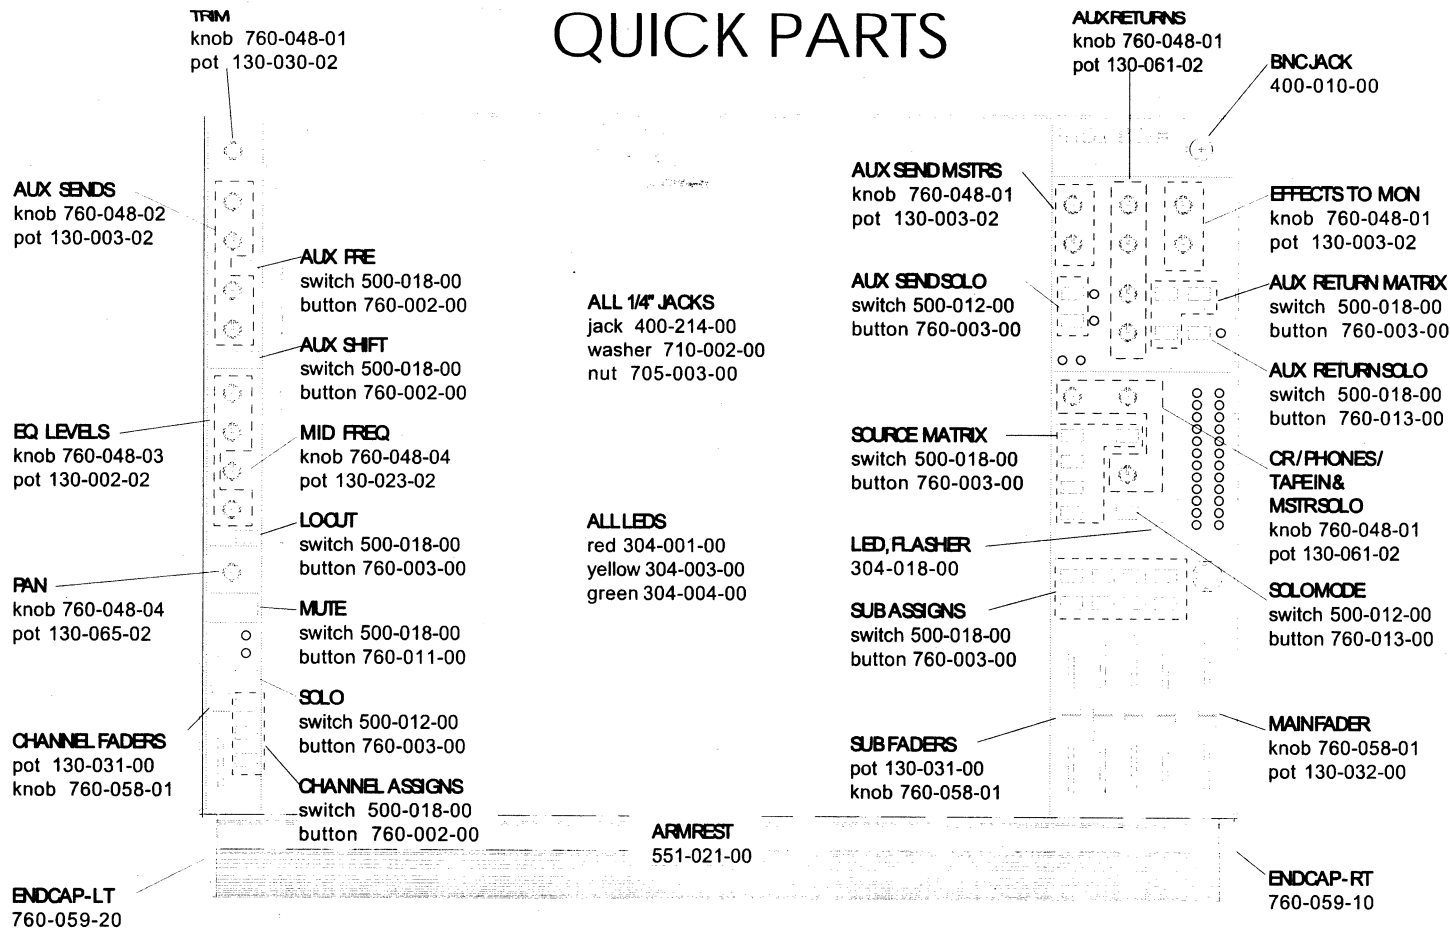 QUICK PARTS
TRIM
knob 760-048-01
pot 130-030-02
AUX SENDS
knob 760-048-02
pot 130-003-02
EQ LEVELS
knob 760-048-03
pot 130-002-02
PAN
knob 760-048-04
pot 130-065-02
CHANNEL FADERS
pot 130-031-00
knob 760-058-01
ENDCAP-LT
760-059-20
AUX PRE
switch 500-018-00
button 760-002-00
AUX SHIFT
switch 500-018-00
button 760-002-00
MID FREQ
knob 760-048-04
pot 130-023-02
LOCUT
switch 500-018-00
button 760-003-00
MUTE
switch 500-018-00
button 760-011-00
SOLO
switch 500-012-00
button 760-003-00
CHANNEL ASSIGNS
switch 500-018-00
button 760-002-00
ALL 1/4" JACKS
jack 400-214-00
washer 710-002-00
nut 705-003-00
ALL LEDS
red 304-001-00
yellow 304-003-00
green 304-004-00
ARMREST
551-021-00
AUX RETURNS
knob 760-048-01
pot 130-061-02
AUX SEND MSTRS
knob 760-048-01
pot 130-003-02
AUX SEND SOLO
switch 500-012-00
button 760-003-00
SOURCE MATRIX
switch 500-018-00
button 760-003-00
LED, FLASHER
304-018-00
SUB ASSIGNS
switch 500-018-00
button 760-003-00
SUB FADERS
pot 130-031-00
knob 760-058-01
BNC JACK
400-010-00
EFFECTS TO MON
knob 760-048-01
pot 130-003-02
AUX RETURN MATRIX
switch 500-018-00
button 760-003-00
AUX RETURN SOLO
switch 500-018-00
button 760-013-00
CR/PHONES/
TAPE IN &
MSTR SOLO
knob 760-048-01
pot 130-061-02
SOLO MODE
switch 500-012-00
button 760-013-00
MAIN FADER
knob 760-058-01
pot 130-032-00
ENDCAP-RT
760-059-10